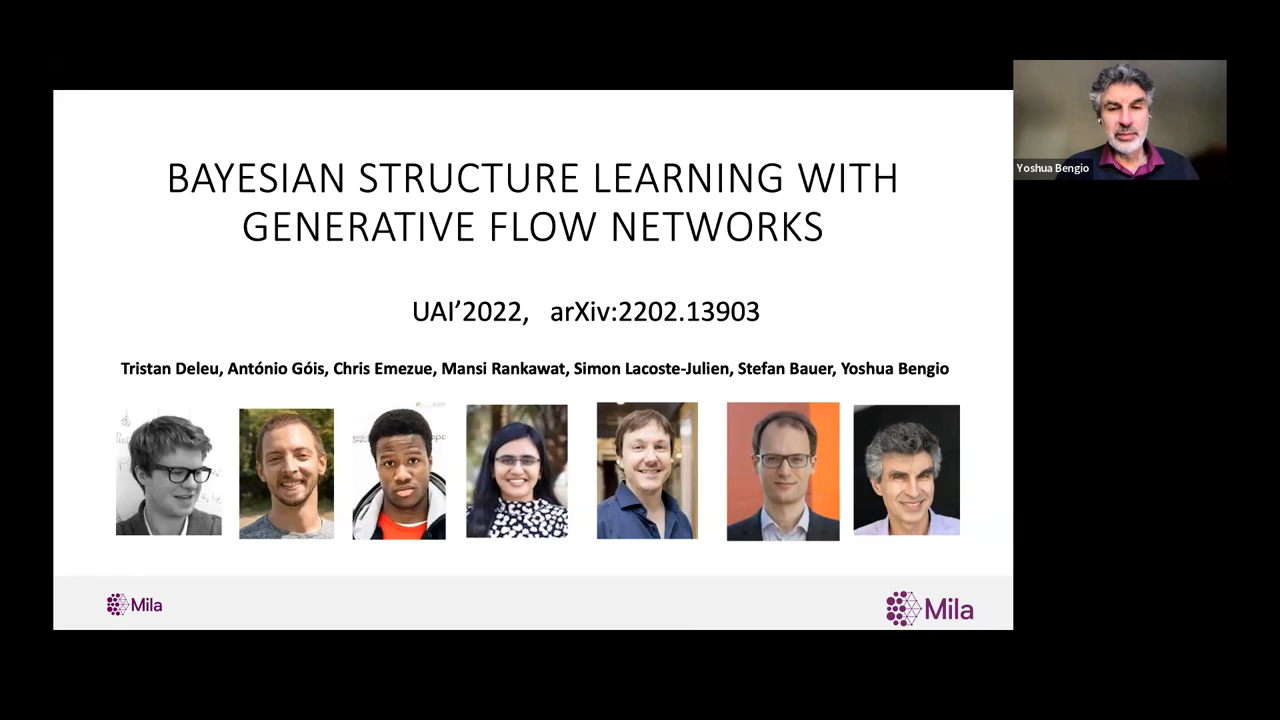 BAYESIAN STRUCTURE LEARNING WITH
GENERATIVE FLOW NETWORKS
UAI’2022, arXiv:2202.13903
Tristan Deleu, António Góis, Chris Emezue, Mansi Rankawat, Simon Lacoste-Julien, Stefan Bauer, Yoshua Bengio
Mila
Mila
Yoshua Bengio